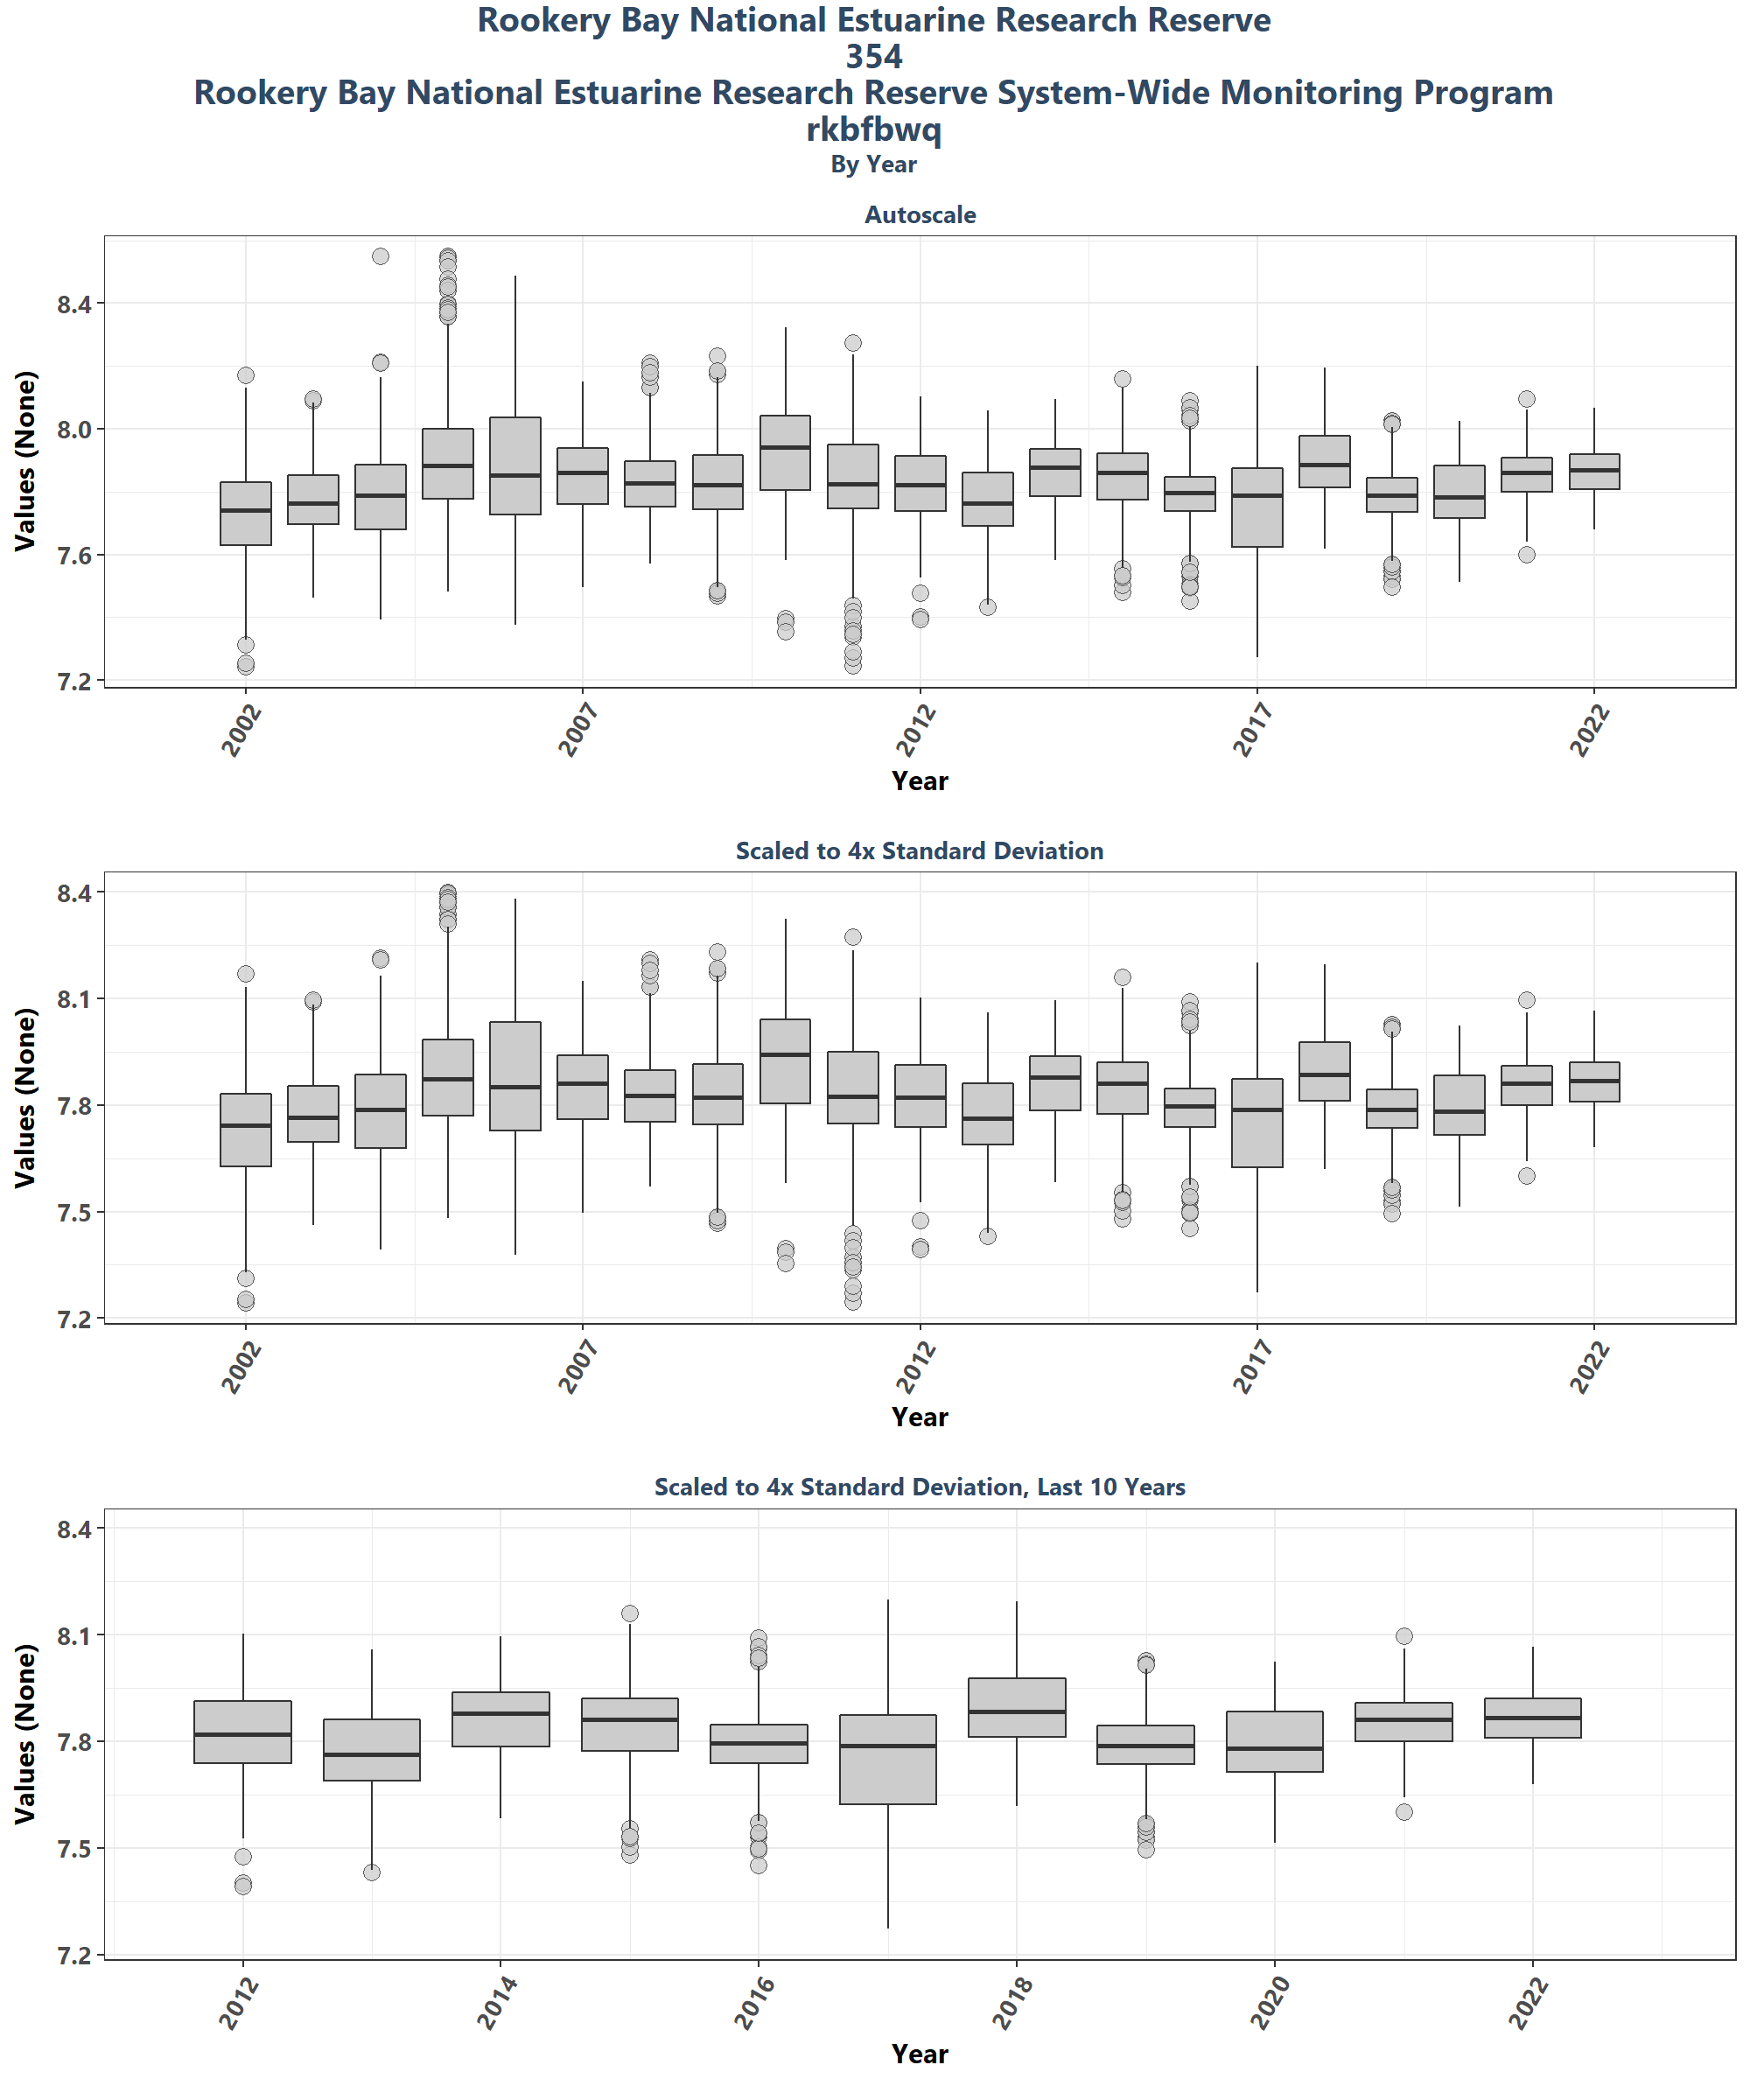 Rookery Bay National Estuarine Research Reserve
354
Rookery Bay National Estuarine Research Reserve System-Wide Monitoring Program
rkbfbwq
By Year
Autoscale
Values (None)
8.4
8.0
7.6
7.2
2002
2007
2012
2017
2022
Year
Scaled to 4x Standard Deviation
Values (None)
8.4
8.1
7.8
7.5
7.2
2002
2007
2012
2017
2022
Year
Scaled to 4x Standard Deviation, Last 10 Years
Values (None)
8.4
8.1
7.8
7.5
7.2
2012
2014
2016
2018
2020
2022
Year